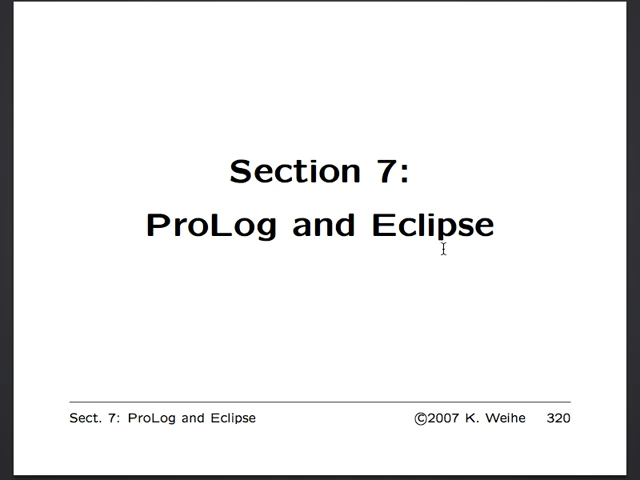 Section 7:
ProLog and Eclipse
Sect. 7: ProLog and Eclipse ©2007 K. Weihe 320